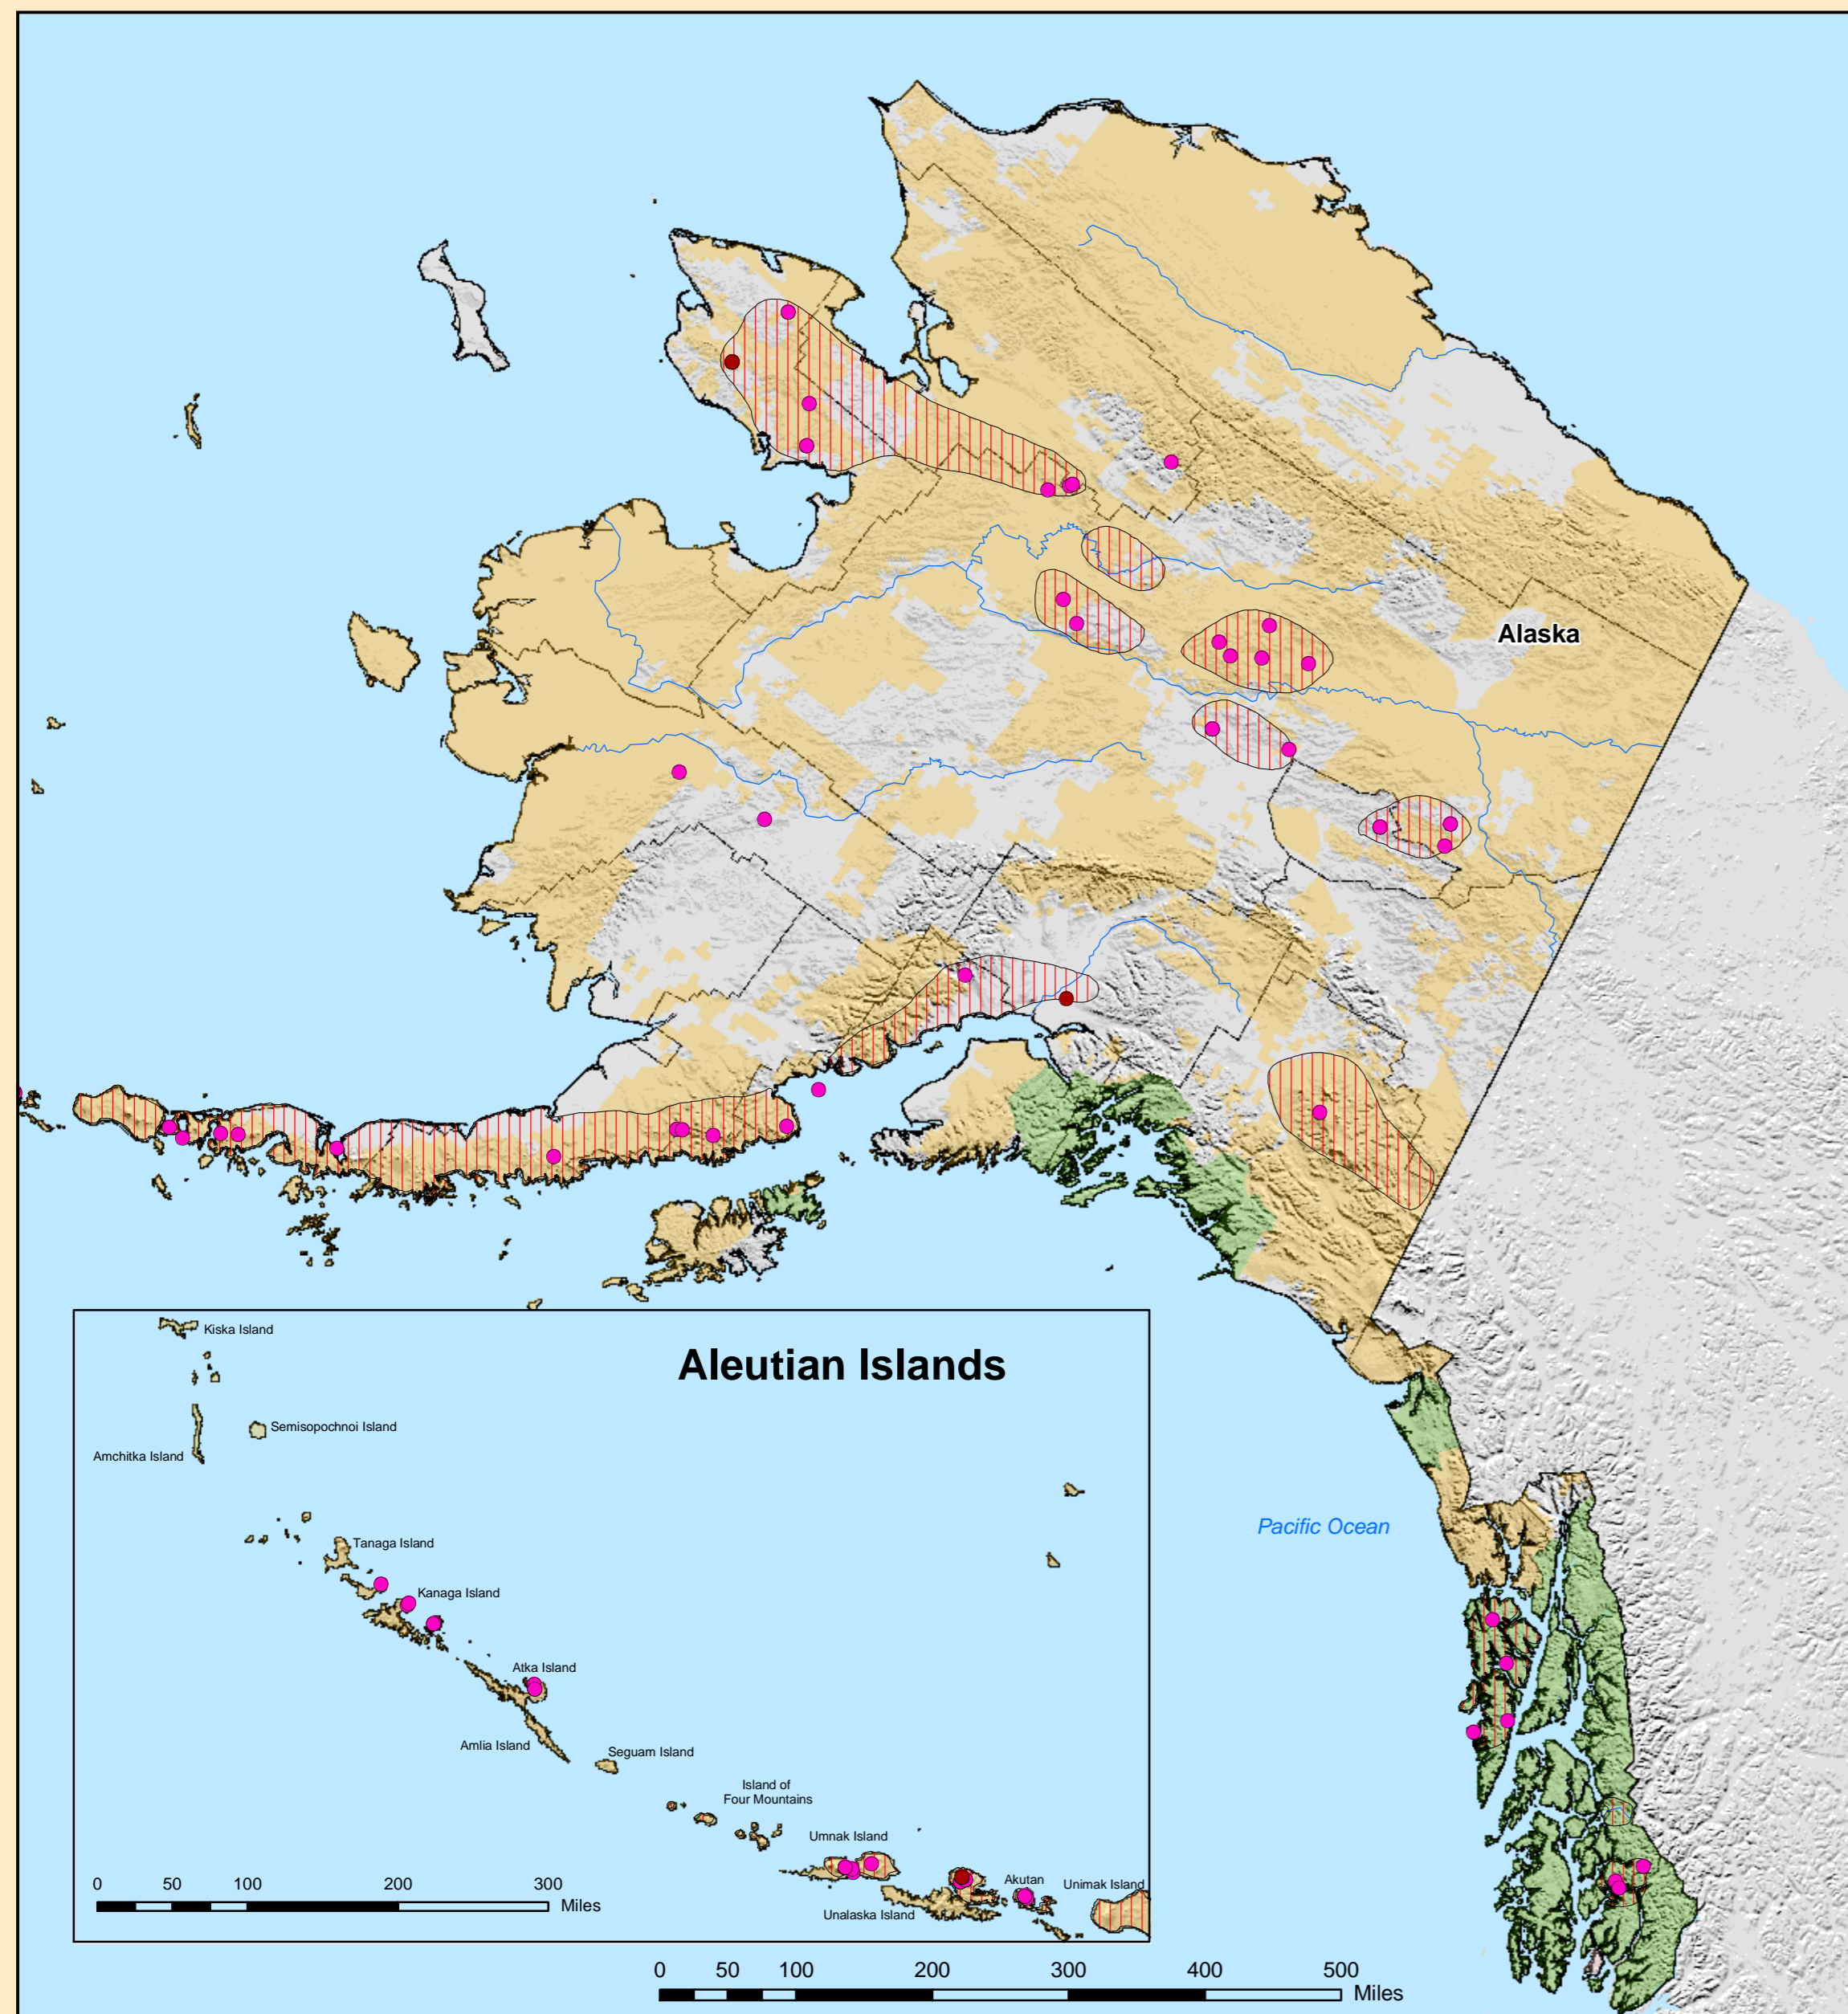 Alaska
Aleutian Islands
Kiska Island
Semisopochnoi Island
Amchitka Island
Pacific Ocean
Tanaga Island
Kanaga Island
Atka Island
Amlia Island
Seguam Island
Island of
Four Mountains
Umnak Island
Akutan
Unimak Island
Unalaska Island
0 50 100 200 300
Miles
0 50 100 200 300 400 500
Miles